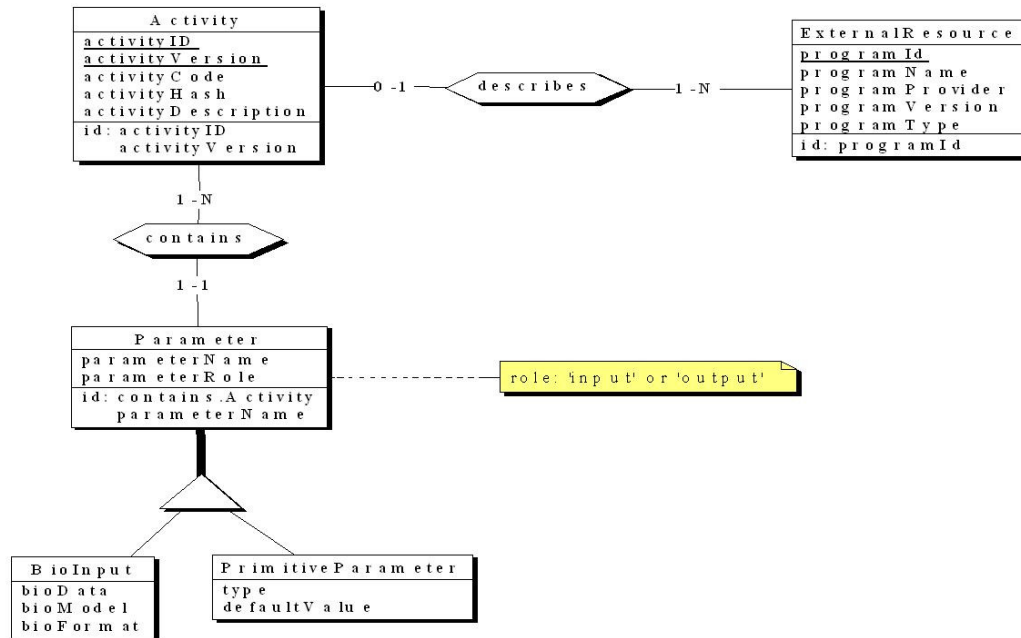 Activity
activityID
activityVersion
activityCode
activityHash
activityDescription
id: activityID
activityVersion
0-1
describes
1-N
ExternalResource
programId
programName
programProvider
programVersion
programType
id: programId
1-N
contains
1-1
Parameter
parameterName
parameterRole
id: contains.Activity
parameterName
role: 'input' or 'output'
BioInput
bioData
bioModel
bioFormat
PrimitiveParameter
type
defaultValue